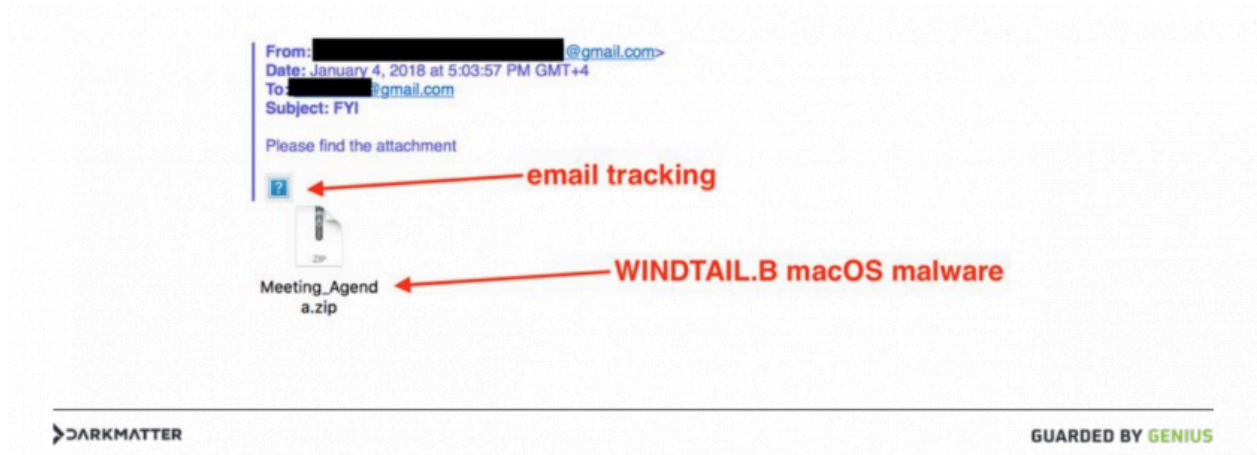 From: @gmail.com>
Date: January 4, 2018 at 5:03:57 PM GMT+4
To: @gmail.com
Subject: FYI
Please find the attachment
?
email tracking
ZIP
WINDTAIL.B macOS malware
Meeting_Agend
a.zip
DARKMATTER
GUARDED BY GENIUS